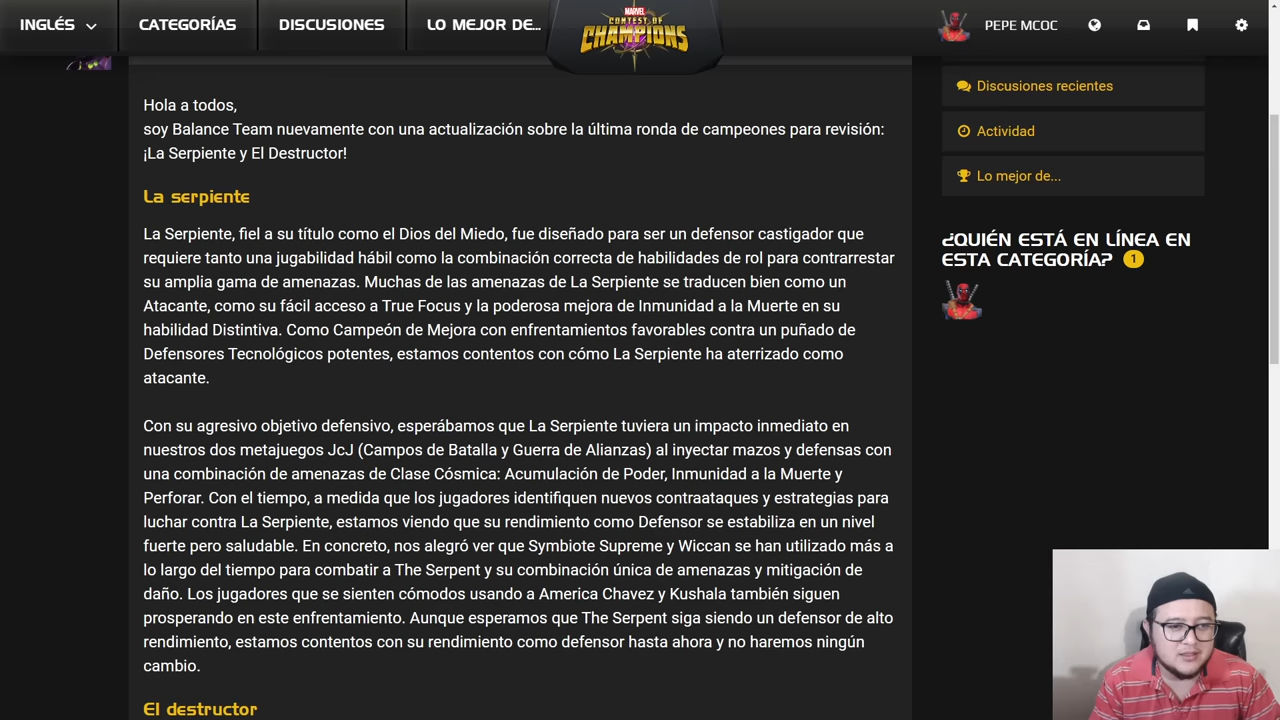 INGLÉS
CATEGORÍAS
DISCUSIONES
LO MEJOR DE...
MARVEL
CONTEST OF
CHAMPIONS
PEPE MCOC
Hola a todos,
soy Balance Team nuevamente con una actualización sobre la última ronda de campeones para revisión:
¡La Serpiente y El Destructor!
La serpiente
La Serpiente, fiel a su título como el Dios del Miedo, fue diseñado para ser un defensor castigador que
requiere tanto una jugabilidad hábil como la combinación correcta de habilidades de rol para contrarrestar
su amplia gama de amenazas. Muchas de las amenazas de La Serpiente se traducen bien como un
Atacante, como su fácil acceso a True Focus y la poderosa mejora de Inmunidad a la Muerte en su
habilidad Distintiva. Como Campeón de Mejora con enfrentamientos favorables contra un puñado de
Defensores Tecnológicos potentes, estamos contentos con cómo La Serpiente ha aterrizado como
atacante.
Con su agresivo objetivo defensivo, esperábamos que La Serpiente tuviera un impacto inmediato en
nuestros dos metajuegos JcJ (Campos de Batalla y Guerra de Alianzas) al inyectar mazos y defensas con
una combinación de amenazas de Clase Cósmica: Acumulación de Poder, Inmunidad a la Muerte y
Perforar. Con el tiempo, a medida que los jugadores identifiquen nuevos contraataques y estrategias para
luchar contra La Serpiente, estamos viendo que su rendimiento como Defensor se estabiliza en un nivel
fuerte pero saludable. En concreto, nos alegró ver que Symbiote Supreme y Wiccan se han utilizado más a
lo largo del tiempo para combatir a The Serpent y su combinación única de amenazas y mitigación de
daño. Los jugadores que se sienten cómodos usando a America Chavez y Kushala también siguen
prosperando en este enfrentamiento. Aunque esperamos que The Serpent siga siendo un defensor de alto
rendimiento, estamos contentos con su rendimiento como defensor hasta ahora y no haremos ningún
cambio.
El destructor
Discusiones recientes
Actividad
Lo mejor de...
¿QUIÉN ESTÁ EN LÍNEA EN
ESTA CATEGORÍA? 1